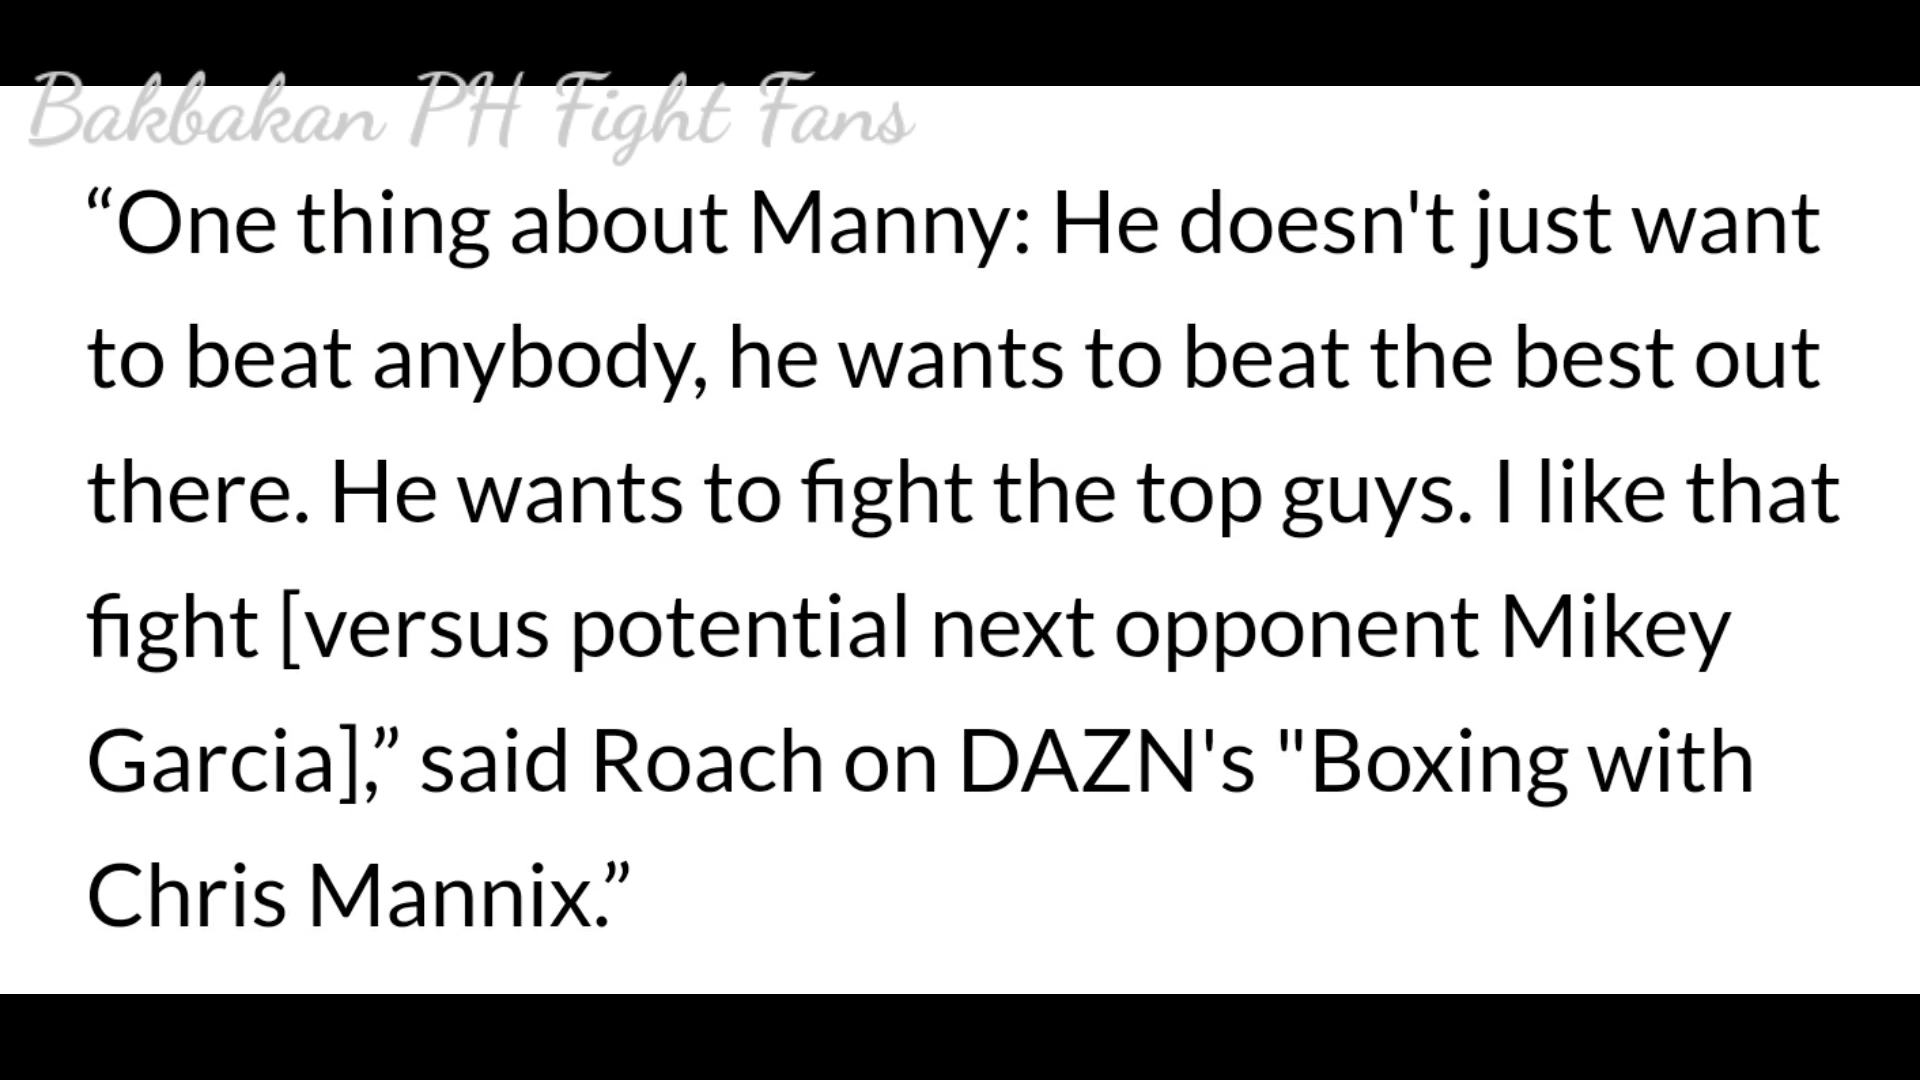 Bakbakan PH Fight Fans
“One thing about Manny: He doesn't just want
to beat anybody, he wants to beat the best out
there. He wants to fight the top guys. I like that
fight [versus potential next opponent Mikey
Garcia],” said Roach on DAZN's "Boxing with
Chris Mannix.”